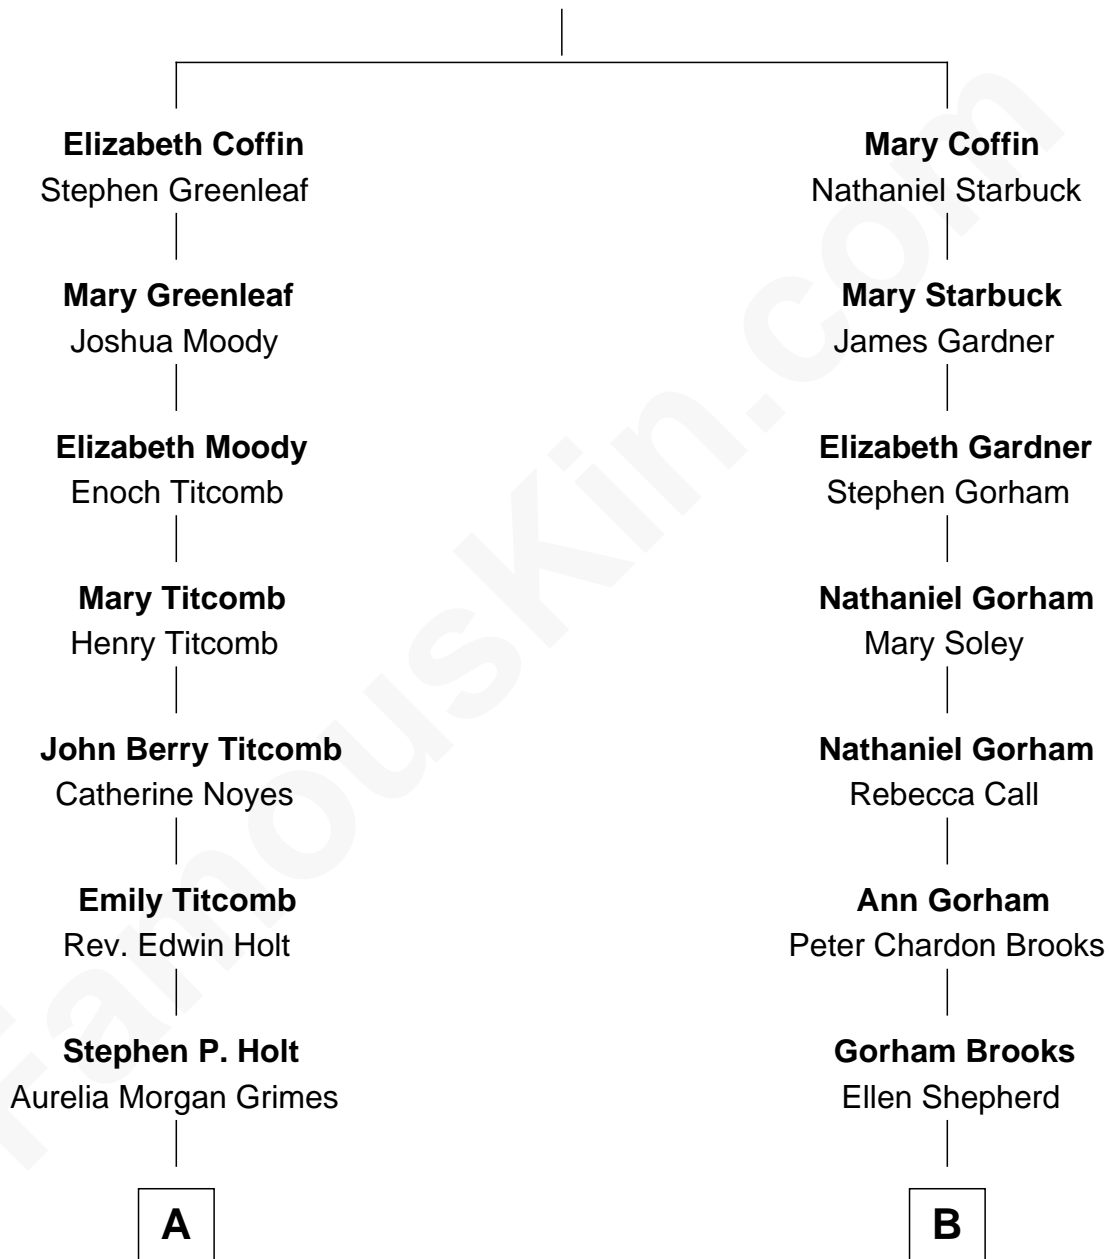 Elizabeth Coffin
Stephen Greenleaf
Mary Greenleaf
Joshua Moody
Elizabeth Moody
Enoch Titcomb
Mary Titcomb
Henry Titcomb
John Berry Titcomb
Catherine Noyes
Emily Titcomb
Rev. Edwin Holt
Stephen P. Holt
Aurelia Morgan Grimes
A
Mary Coffin
Nathaniel Starbuck
Mary Starbuck
James Gardner
Elizabeth Gardner
Stephen Gorham
Nathaniel Gorham
Mary Soley
Nathaniel Gorham
Rebecca Call
Ann Gorham
Peter Chardon Brooks
Gorham Brooks
Ellen Shepherd
B
FamousKin.com